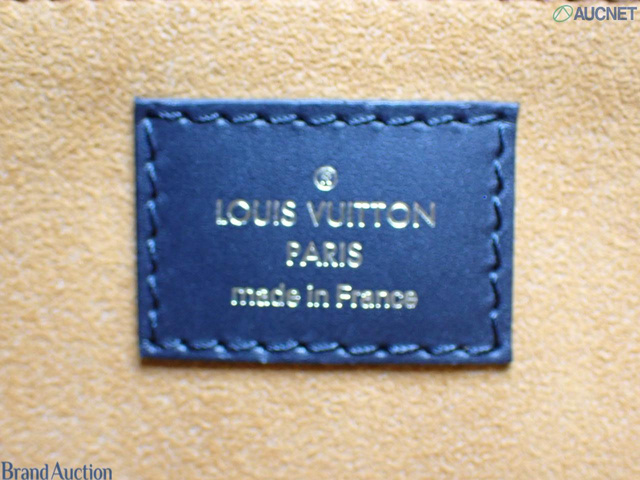 AUCNET
®
LOUIS VUITTON
PARIS
made in France
Brand Auction